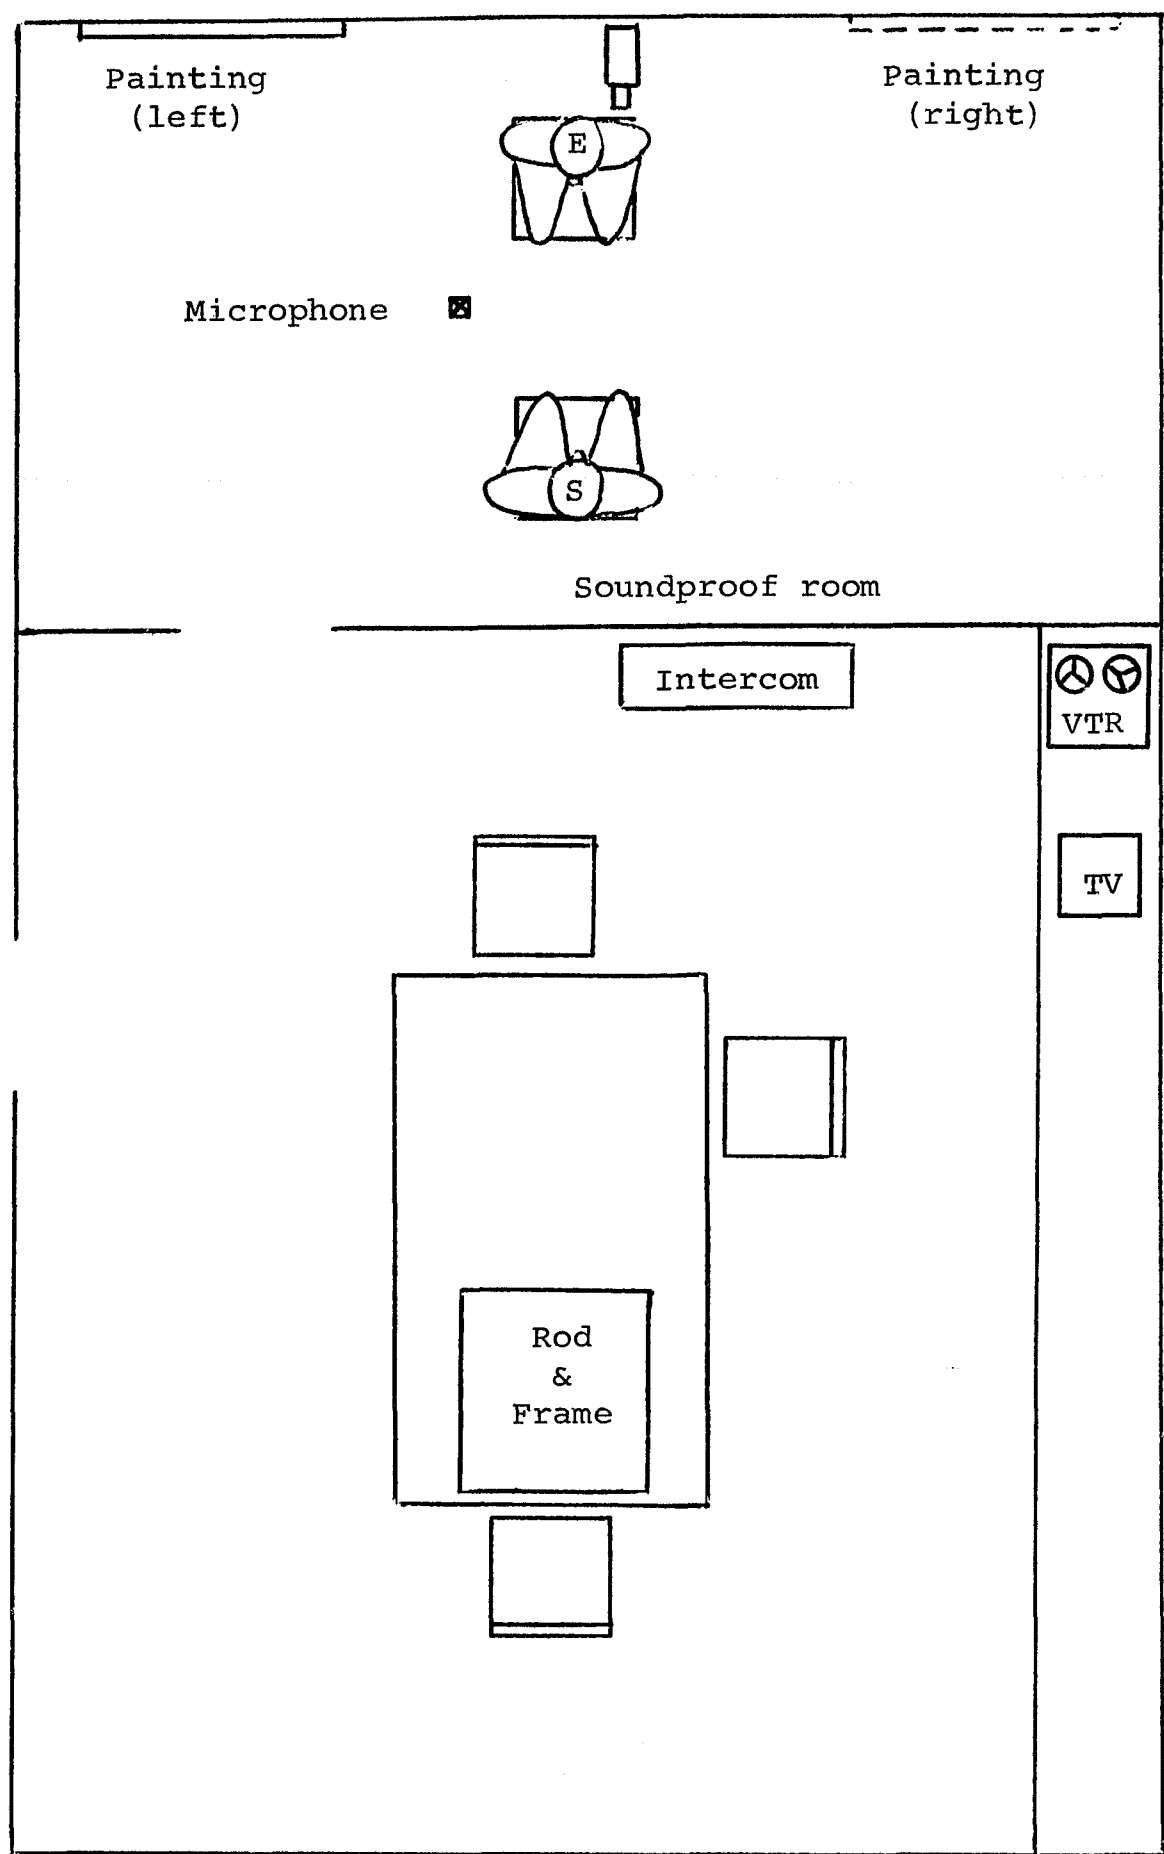 Painting
(left)
Painting
(right)
E
Microphone
S
Soundproof room
Intercom
VTR
TV
Rod
&
Frame